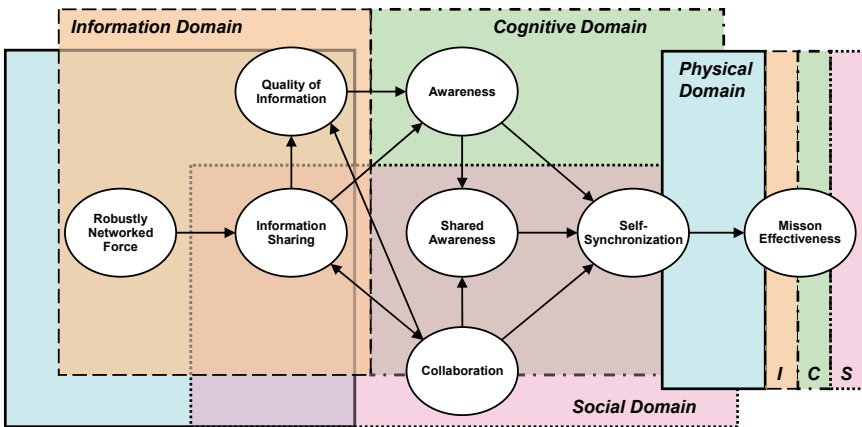 Information Domain
Cognitive Domain
Physical
Domain
Quality of
Information
Awareness
Robustly
Networked
Force
Information
Sharing
Shared
Awareness
Self-
Synchronization
Misson
Effectiveness
Collaboration
I
C
S
Social Domain